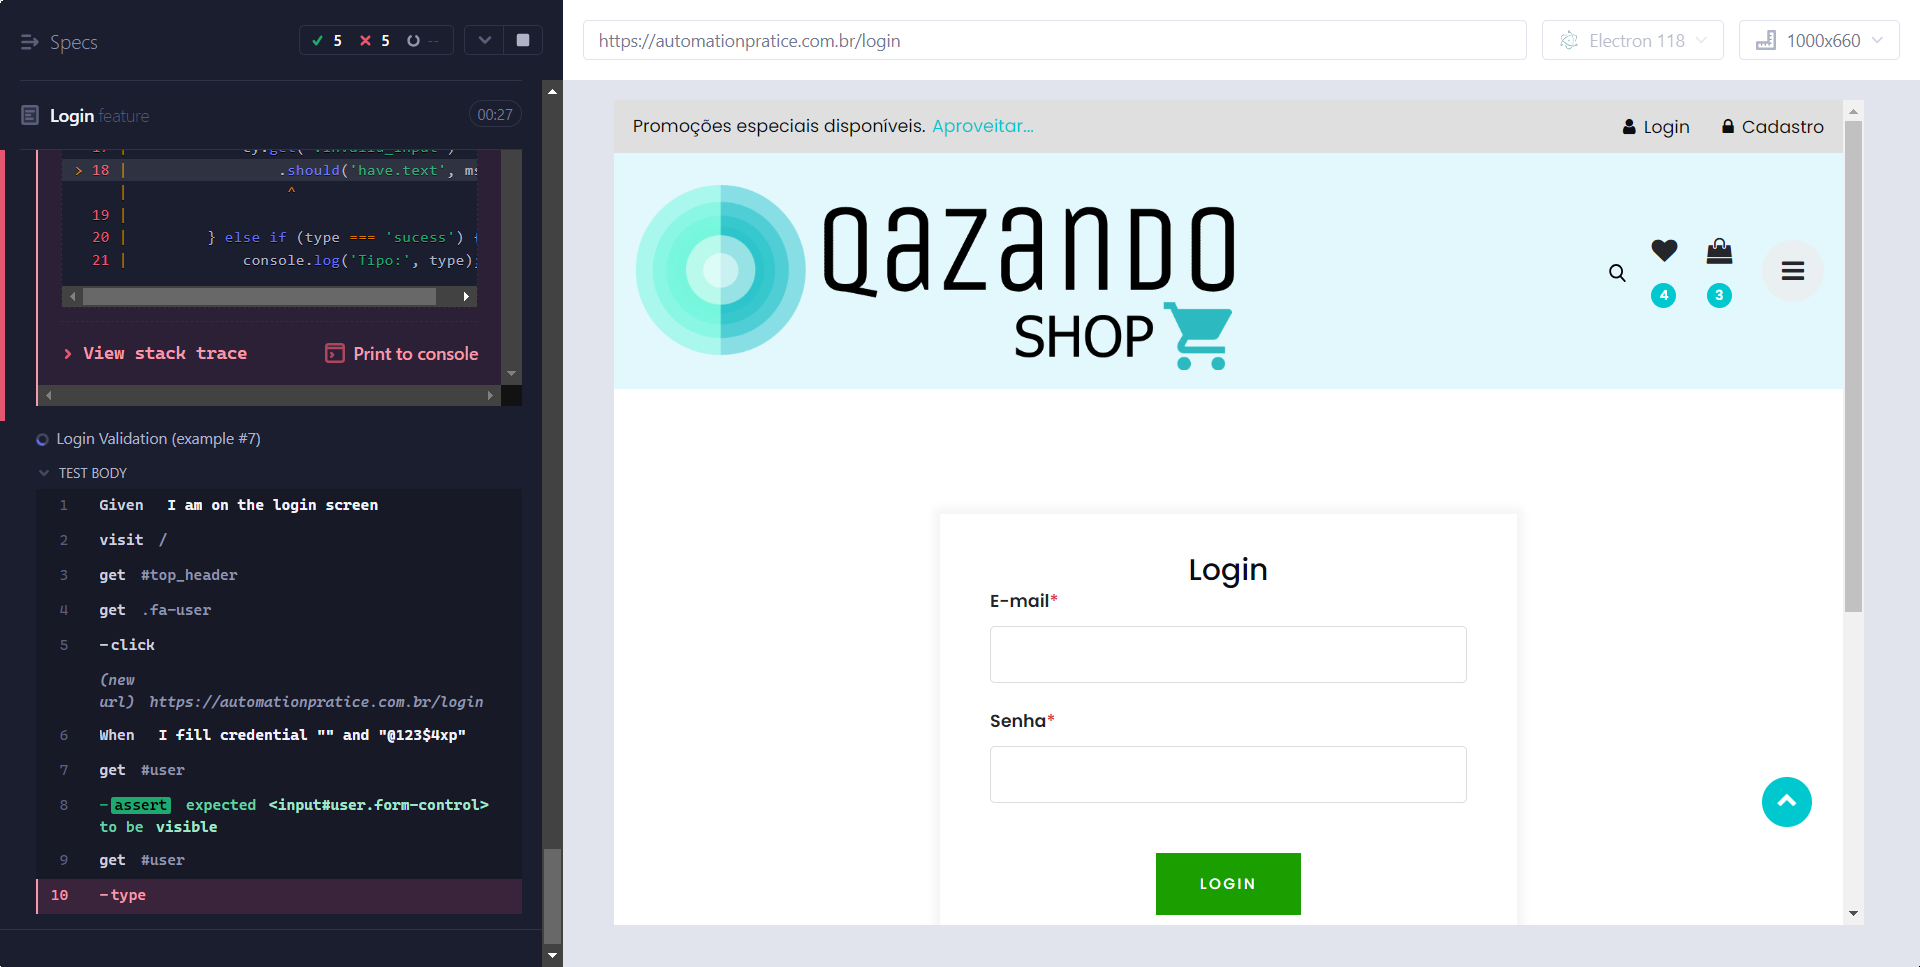 Specs
5 5 --
Login feature
00:27
18 | .should('have.text', ms
| ^
19 |
20 | } else if (type === 'sucess') {
21 | console.log('Tipo:', type);
View stack trace
Print to console
Login Validation (example #7)
TEST BODY
1 Given I am on the login screen
2 visit /
3 get #top_header
4 get .fa-user
5 -click
(new
url) https://automationpratice.com.br/login
6 When I fill credential "" and "@123$4xp"
7 get #user
8 -assert expected <input#user.form-control>
to be visible
9 get #user
10 -type
https://automationpratice.com.br/login
Electron 118
1000x660
Promoções especiais disponíveis. Aproveitar...
Login
Cadastro
QAZANDO
SHOP
4
3
Login
E-mail*
Senha*
LOGIN